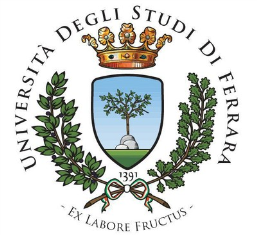 UNIVERSITÀ DEGLI STUDI DI FERRARA
1391
- EX LABORE FRUCTUS -